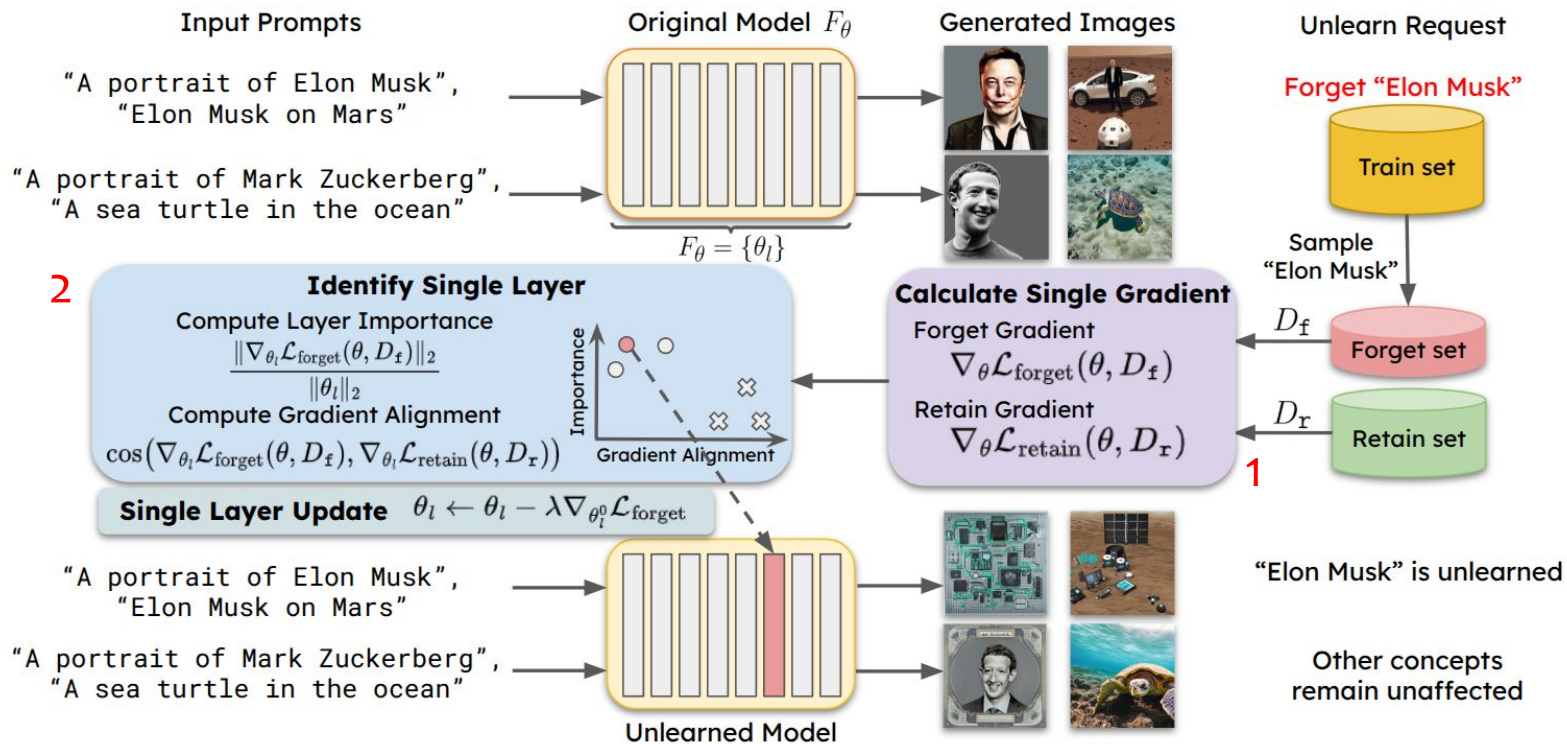 Input Prompts
Original Model F_θ
Generated Images
Unlearn Request
"A portrait of Elon Musk",
"Elon Musk on Mars"
Forget "Elon Musk"
Train set
"A portrait of Mark Zuckerberg",
"A sea turtle in the ocean"
F_θ = {θ_l}
Sample
"Elon Musk"
2
Identify Single Layer
Compute Layer Importance
‖∇_{θ_l} 𝓛_forget(θ, D_f)‖_2
‖θ_l‖_2
Compute Gradient Alignment
cos(∇_{θ_l} 𝓛_forget(θ, D_f), ∇_{θ_l} 𝓛_retain(θ, D_r))
Importance
Gradient Alignment
Calculate Single Gradient
Forget Gradient
∇_θ 𝓛_forget(θ, D_f)
Retain Gradient
∇_θ 𝓛_retain(θ, D_r)
1
D_f
Forget set
D_r
Retain set
Single Layer Update θ_l ← θ_l − λ∇_{θ_l^0} 𝓛_forget
"A portrait of Elon Musk",
"Elon Musk on Mars"
"Elon Musk" is unlearned
"A portrait of Mark Zuckerberg",
"A sea turtle in the ocean"
Other concepts
remain unaffected
Unlearned Model